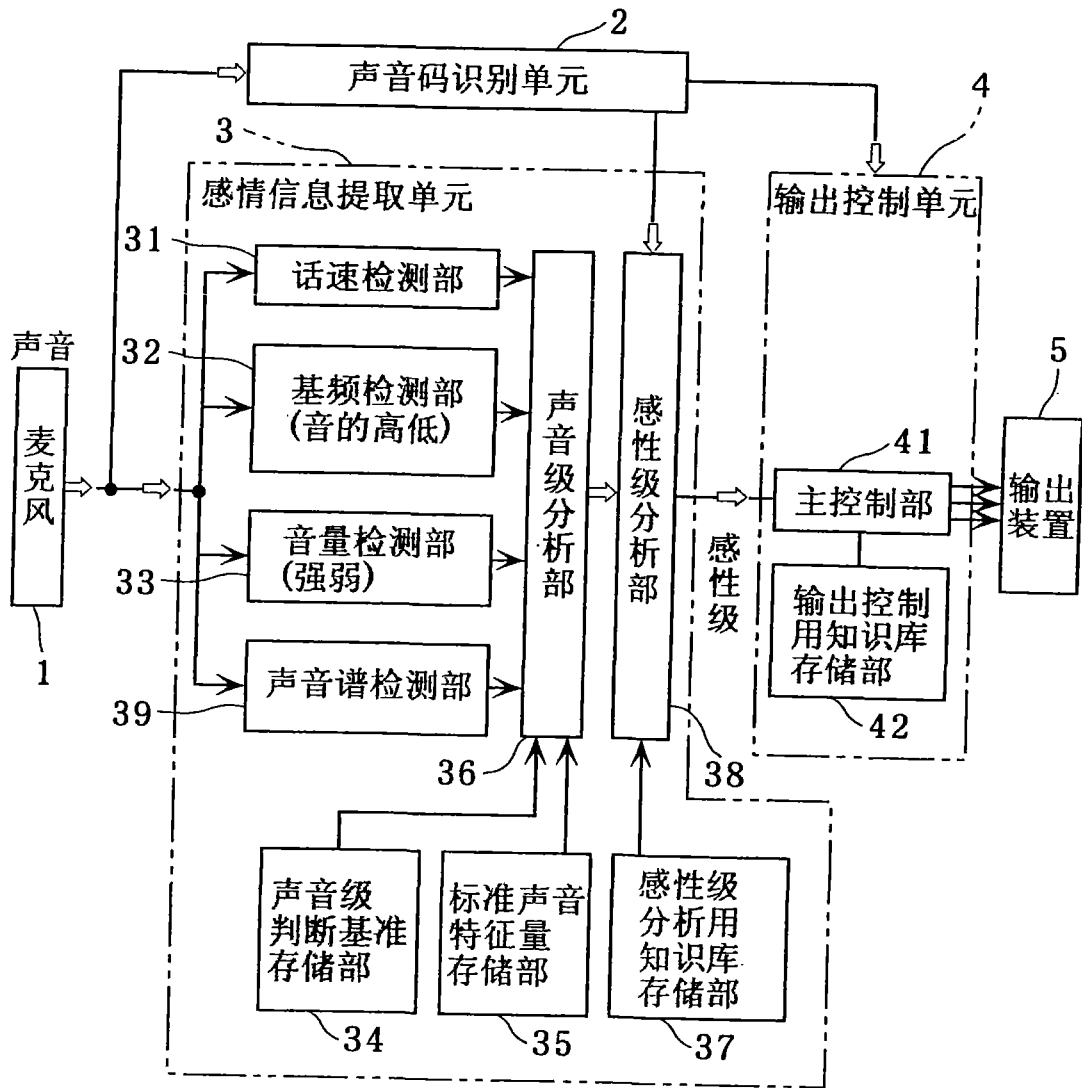 2
声音码识别单元
3
4
感情信息提取单元
输出控制单元
31
话速检测部
声音
32
基频检测部
(音的高低)
5
麦克风
声音级分析部
感性级分析部
41
主控制部
输出
装置
33
音量检测部
(强弱)
感性级
输出控制
用知识库
存储部
1
39
声音谱检测部
42
36
38
声音级
判断基准
存储部
标准声音
特征量
存储部
感性级
分析用
知识库
存储部
34
35
37